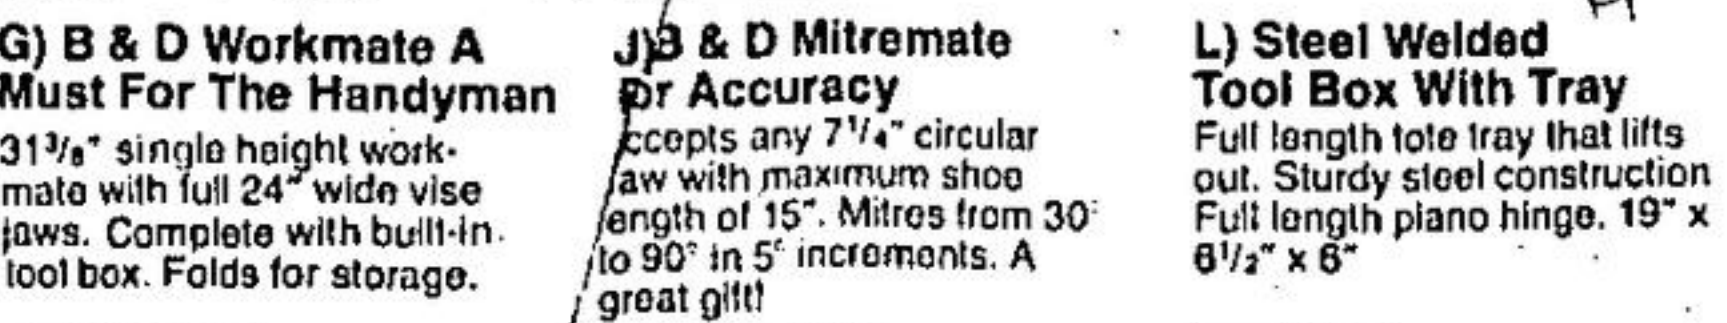 G) B & D Workmate A
Must For The Handyman
31³/₈" single height work-
mate with full 24" wide vise
jaws. Complete with built-in
tool box. Folds for storage.
J) B & D Mitremate
or Accuracy
ccepts any 7¹/₄" circular
aw with maximum shoe
ength of 15". Mitres from 30°
to 90° in 5° increments. A
great gift!
L) Steel Welded
Tool Box With Tray
Full length tote tray that lifts
out. Sturdy steel construction
Full length piano hinge. 19" x
6¹/₂" x 6"